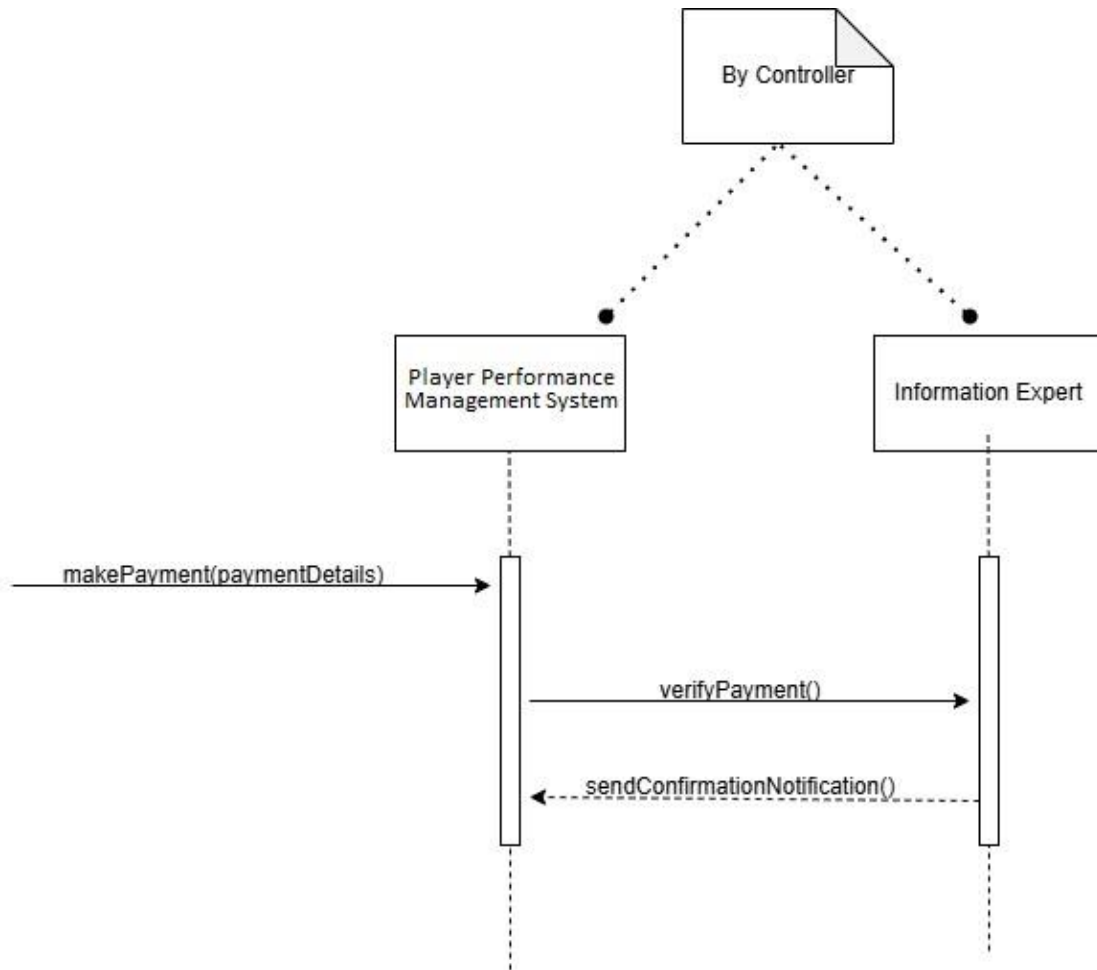 By Controller
Player Performance
Management System
Information Expert
makePayment(paymentDetails)
verifyPayment()
sendConfirmationNotification()